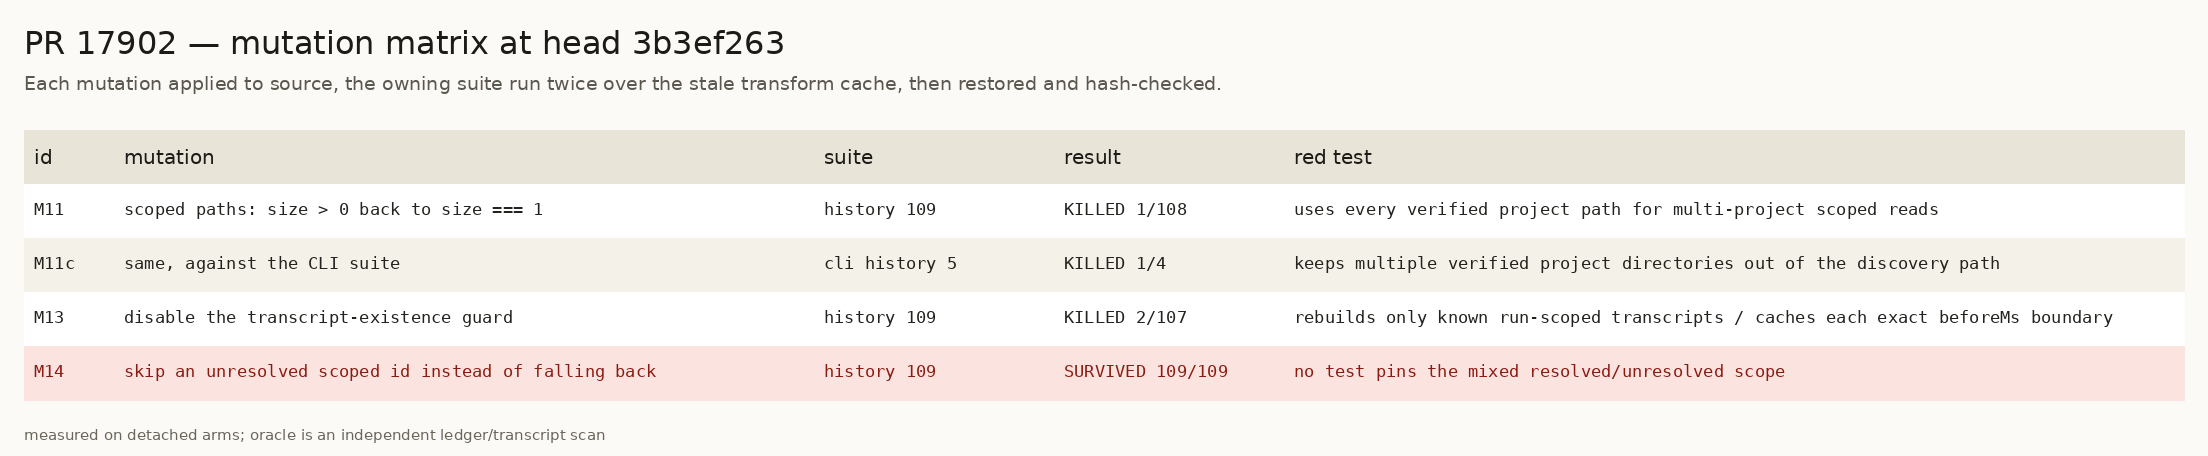 PR 17902 — mutation matrix at head 3b3ef263
Each mutation applied to source, the owning suite run twice over the stale transform cache, then restored and hash-checked.
id mutation suite result red test
M11 scoped paths: size > 0 back to size === 1 history 109 KILLED 1/108 uses every verified project path for multi-project scoped reads
M11c same, against the CLI suite cli history 5 KILLED 1/4 keeps multiple verified project directories out of the discovery path
M13 disable the transcript-existence guard history 109 KILLED 2/107 rebuilds only known run-scoped transcripts / caches each exact beforeMs boundary
M14 skip an unresolved scoped id instead of falling back history 109 SURVIVED 109/109 no test pins the mixed resolved/unresolved scope
measured on detached arms; oracle is an independent ledger/transcript scan